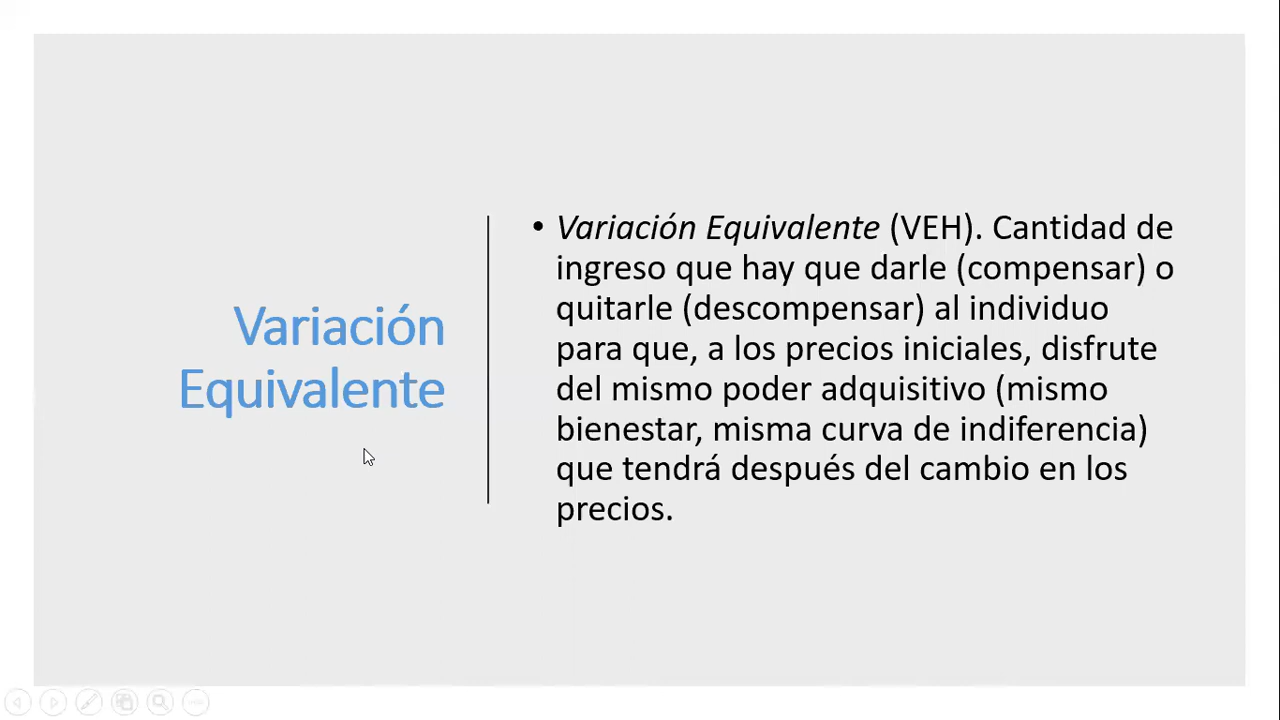 Variación
Equivalente
• Variación Equivalente (VEH). Cantidad de
ingreso que hay que darle (compensar) o
quitarle (descompensar) al individuo
para que, a los precios iniciales, disfrute
del mismo poder adquisitivo (mismo
bienestar, misma curva de indiferencia)
que tendrá después del cambio en los
precios.